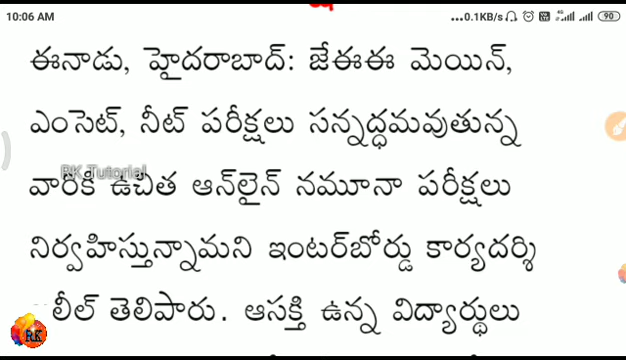 10:06 AM
...0.1KB/s
4G
90
ఈనాడు, హైదరాబాద్: జేఈఈ మెయిన్,
ఎంసెట్, నీట్ పరీక్షలు సన్నద్ధమవుతున్న
RK Tutorial
వారికి ఉచిత ఆన్‌లైన్ నమూనా పరీక్షలు
నిర్వహిస్తున్నామని ఇంటర్‌బోర్డు కార్యదర్శి
లీల్ తెలిపారు. ఆసక్తి ఉన్న విద్యార్థులు
RK